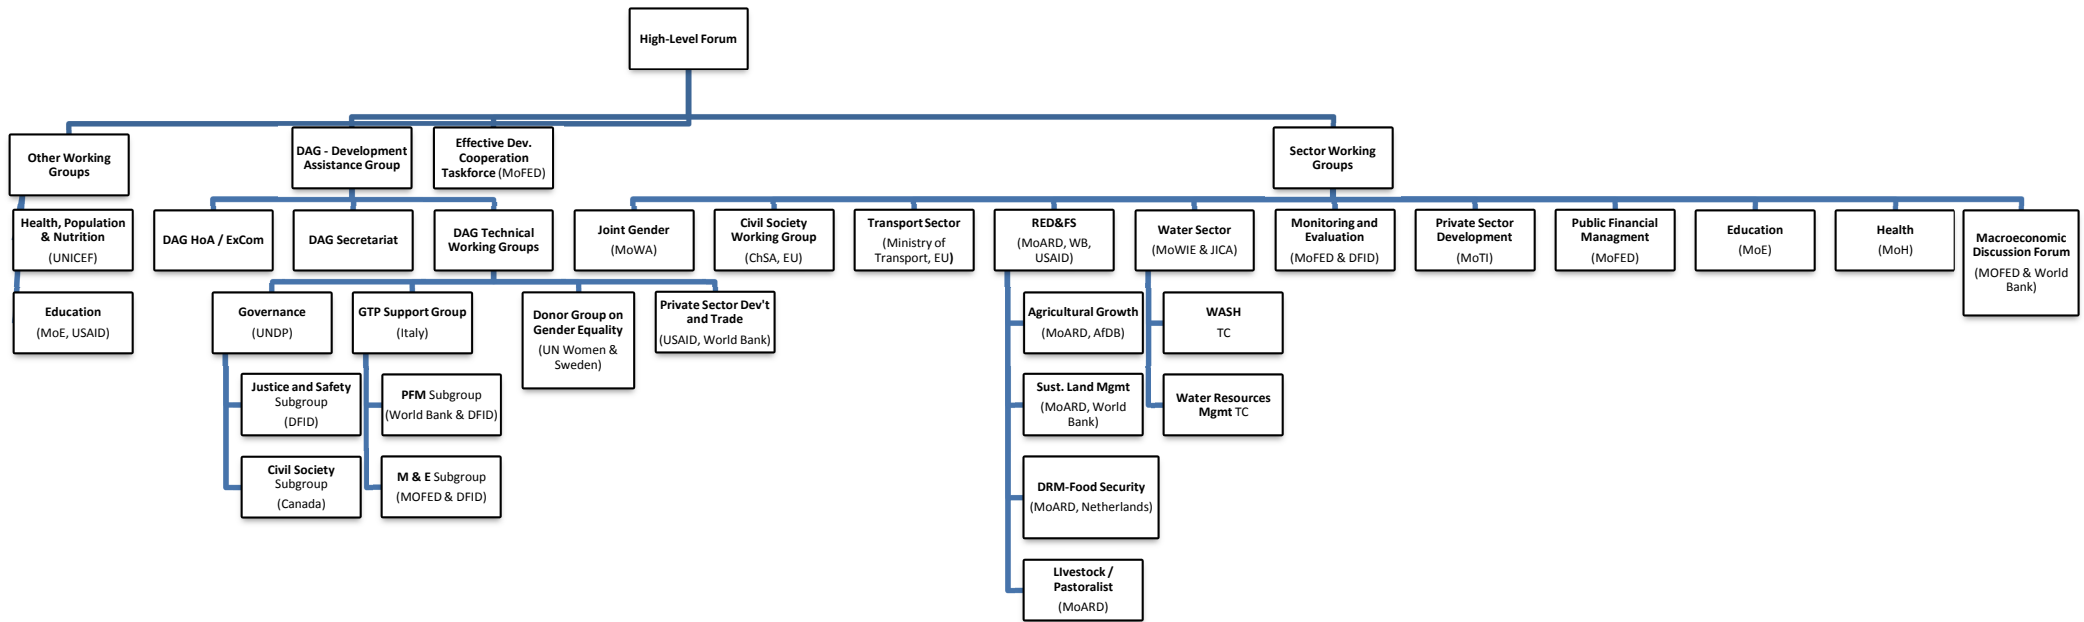 High-Level Forum
Other Working
Groups
DAG - Development
Assistance Group
Effective Dev.
Cooperation
Taskforce (MoFED)
Sector Working
Groups
Health, Population
& Nutrition
(UNICEF)
DAG HoA / ExCom
DAG Secretariat
DAG Technical
Working Groups
Joint Gender
(MoWA)
Civil Society
Working Group
(ChSA, EU)
Transport Sector
(Ministry of
Transport, EU)
RED&FS
(MoARD, WB,
USAID)
Water Sector
(MoWIE & JICA)
Monitoring and
Evaluation
(MoFED & DFID)
Private Sector
Development
(MoTI)
Public Financial
Managment
(MoFED)
Education
(MoE)
Health
(MoH)
Macroeconomic
Discussion Forum
(MOFED & World
Bank)
Education
(MoE, USAID)
Governance
(UNDP)
GTP Support Group
(Italy)
Donor Group on
Gender Equality
(UN Women &
Sweden)
Private Sector Dev't
and Trade
(USAID, World Bank)
Agricultural Growth
(MoARD, AfDB)
WASH
TC
Justice and Safety
Subgroup
(DFID)
PFM Subgroup
(World Bank & DFID)
Sust. Land Mgmt
(MoARD, World
Bank)
Water Resources
Mgmt TC
Civil Society
Subgroup
(Canada)
M & E Subgroup
(MOFED & DFID)
DRM-Food Security
(MoARD, Netherlands)
LIvestock /
Pastoralist
(MoARD)